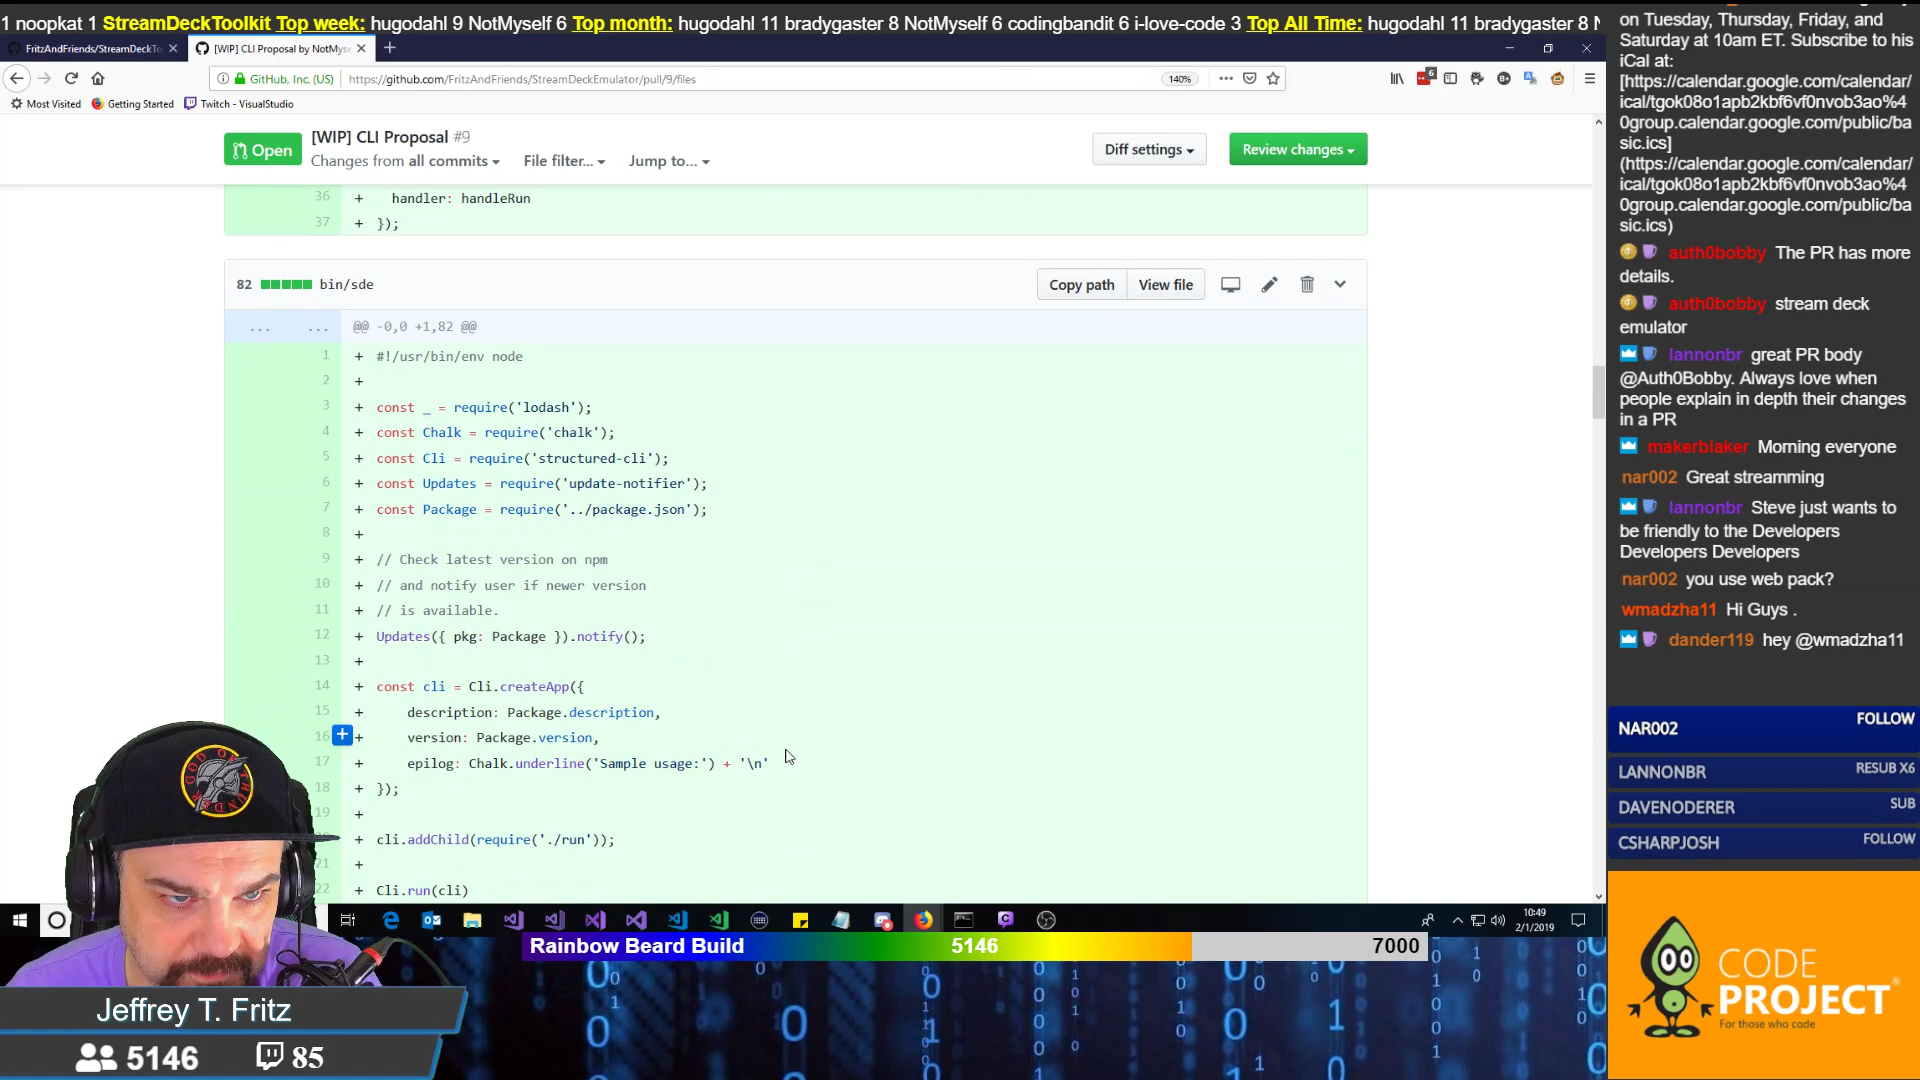 1 noopkat 1 StreamDeckToolkit Top week: hugodahl 9 NotMyself 6 Top month: hugodahl 11 bradygaster 8 NotMyself 6 codingbandit 6 i-love-code 3 Top All Time: hugodahl 11 bradygaster 8
FritzAndFriends/StreamDeckTo
[WIP] CLI Proposal by NotMyse
GitHub, Inc. (US)
https://github.com/FritzAndFriends/StreamDeckEmulator/pull/9/files
140%
6
Most Visited
Getting Started
Twitch - VisualStudio
Open
[WIP] CLI Proposal #9
Changes from all commits
File filter...
Jump to...
Diff settings
Review changes
36 + handler: handleRun
37 + });
82 bin/sde
Copy path
View file
... ... @@ -0,0 +1,82 @@
1 + #!/usr/bin/env node
2 +
3 + const _ = require('lodash');
4 + const Chalk = require('chalk');
5 + const Cli = require('structured-cli');
6 + const Updates = require('update-notifier');
7 + const Package = require('../package.json');
8 +
9 + // Check latest version on npm
10 + // and notify user if newer version
11 + // is available.
12 + Updates({ pkg: Package }).notify();
13 +
14 + const cli = Cli.createApp({
15 + description: Package.description,
16 + version: Package.version,
17 + epilog: Chalk.underline('Sample usage:') + '\n'
18 + });
19 +
+ cli.addChild(require('./run'));
21 +
22 + Cli.run(cli)
10:49
2/1/2019
Rainbow Beard Build
5146
7000
Jeffrey T. Fritz
5146
85
on Tuesday, Thursday, Friday, and
Saturday at 10am ET. Subscribe to his
iCal at:
[https://calendar.google.com/calendar/
ical/tgok08o1apb2kbf6vf0nvob3ao%4
0group.calendar.google.com/public/ba
sic.ics]
(https://calendar.google.com/calendar/
ical/tgok08o1apb2kbf6vf0nvob3ao%4
0group.calendar.google.com/public/ba
sic.ics)
auth0bobby The PR has more
details.
auth0bobby stream deck
emulator
lannonbr great PR body
@Auth0Bobby. Always love when
people explain in depth their changes
in a PR
makerblaker Morning everyone
nar002 Great streamming
lannonbr Steve just wants to
be friendly to the Developers
Developers Developers
nar002 you use web pack?
wmadzha11 Hi Guys .
dander119 hey @wmadzha11
NAR002 FOLLOW
LANNONBR RESUB X6
DAVENODERER SUB
CSHARPJOSH FOLLOW
CODE
PROJECT
For those who code